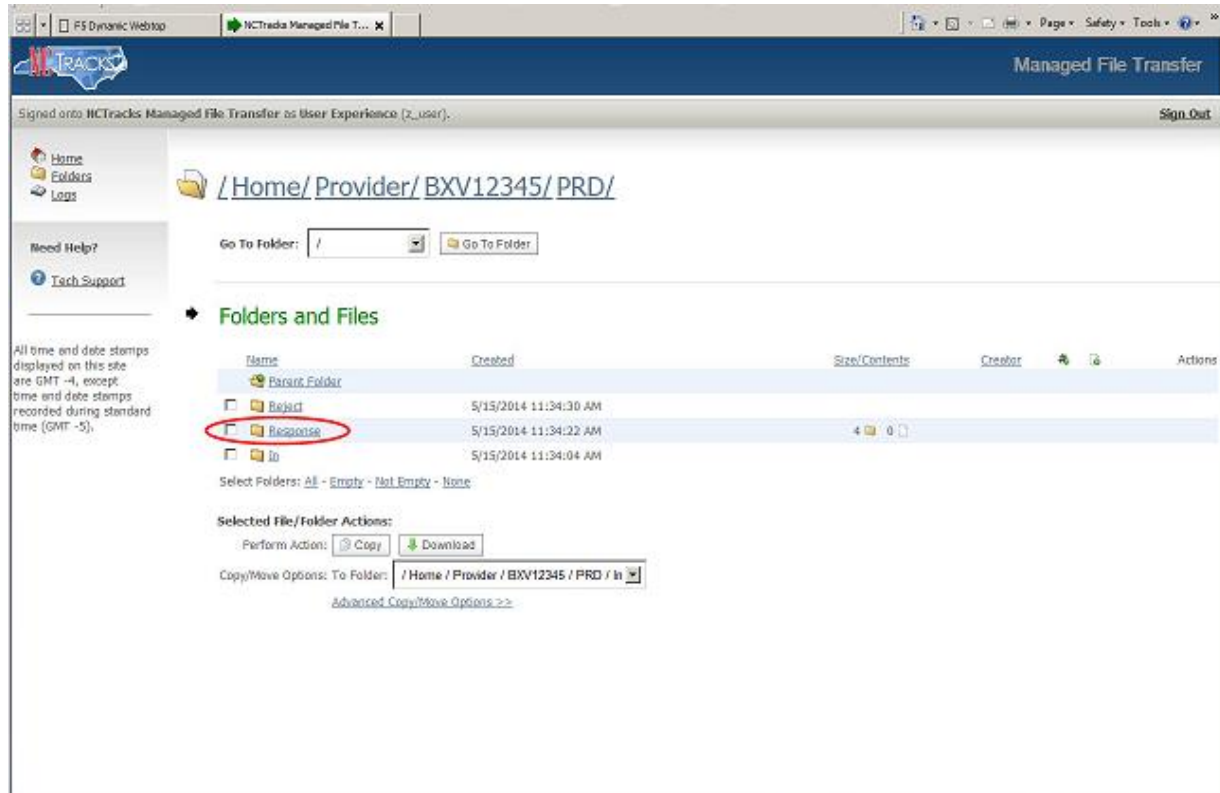 F5 Dynamic Webtop
NCTracks Managed File T... x
Page Safety Tools
NC TRACKS
Managed File Transfer
Signed onto NCTracks Managed File Transfer as User Experience (z_user).
Sign Out
Home
Folders
Logs
/ Home/ Provider/ BXV12345/ PRD/
Need Help?
Tech Support
Go To Folder: / Go To Folder
Folders and Files
All time and date stamps
displayed on this site
are GMT -4, except
time and date stamps
recorded during standard
time (GMT -5).
Name Created Size/Contents Creator Actions
Parent Folder
Reject 5/15/2014 11:34:30 AM
Response 5/15/2014 11:34:22 AM 4 0
In 5/15/2014 11:34:04 AM
Select Folders: All - Empty - Not Empty - None
Selected File/Folder Actions:
Perform Action: Copy Download
Copy/Move Options: To Folder: / Home / Provider / BXV12345 / PRD / In
Advanced Copy/Move Options >>